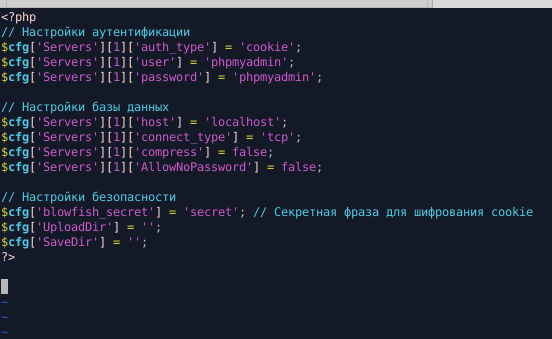 <?php
// Настройки аутентификации
$cfg['Servers'][1]['auth_type'] = 'cookie';
$cfg['Servers'][1]['user'] = 'phpmyadmin';
$cfg['Servers'][1]['password'] = 'phpmyadmin';
// Настройки базы данных
$cfg['Servers'][1]['host'] = 'localhost';
$cfg['Servers'][1]['connect_type'] = 'tcp';
$cfg['Servers'][1]['compress'] = false;
$cfg['Servers'][1]['AllowNoPassword'] = false;
// Настройки безопасности
$cfg['blowfish_secret'] = 'secret'; // Секретная фраза для шифрования cookie
$cfg['UploadDir'] = '';
$cfg['SaveDir'] = '';
?>
~
~
~